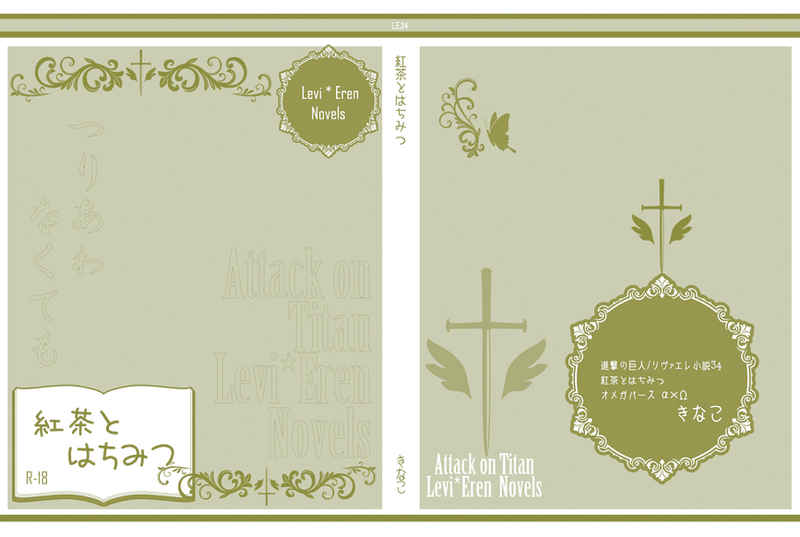 LE34
Levi * Eren
Novels
つりあわ
なくても
Attack on
Titan
Levi*Eren
Novels
紅茶と
はちみつ
R-18
紅茶とはちみつ
きなこ
進撃の巨人/リヴァエレ小説34
紅茶とはちみつ
オメガバース α×Ω
きなこ
Attack on Titan
Levi*Eren Novels